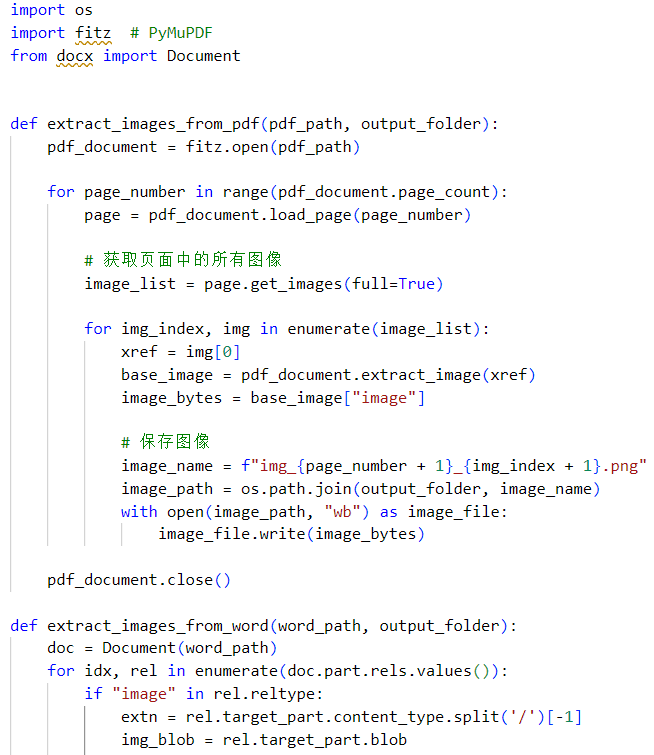 import os
import fitz  # PyMuPDF
from docx import Document
def extract_images_from_pdf(pdf_path, output_folder):
    pdf_document = fitz.open(pdf_path)
    for page_number in range(pdf_document.page_count):
        page = pdf_document.load_page(page_number)
        # 获取页面中的所有图像
        image_list = page.get_images(full=True)
        for img_index, img in enumerate(image_list):
            xref = img[0]
            base_image = pdf_document.extract_image(xref)
            image_bytes = base_image["image"]
            # 保存图像
            image_name = f"img_{page_number + 1}_{img_index + 1}.png"
            image_path = os.path.join(output_folder, image_name)
            with open(image_path, "wb") as image_file:
                image_file.write(image_bytes)
    pdf_document.close()
def extract_images_from_word(word_path, output_folder):
    doc = Document(word_path)
    for idx, rel in enumerate(doc.part.rels.values()):
        if "image" in rel.reltype:
            extn = rel.target_part.content_type.split('/')[-1]
            img_blob = rel.target_part.blob